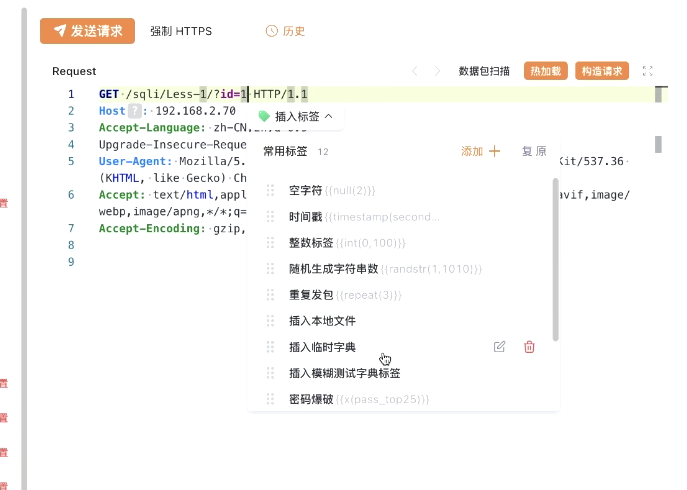 发送请求 强制 HTTPS 历史
Request 数据包扫描 热加载 构造请求
1 GET /sqli/Less-1/?id=1 HTTP/1.1
2 Host ? : 192.168.2.70
插入标签
3 Accept-Language: zh-CN
4 Upgrade-Insecure-Reque
常用标签 12 添加 复原
5 User-Agent: Mozilla/5. Kit/537.36
(KHTML, like Gecko) Ch
6 Accept: text/html,appl avif,image/
webp,image/apng,*/*;q=
7 Accept-Encoding: gzip,
8
9
空字符{{null(2)}}
时间戳{{timestamp(second...
整数标签{{int(0,100)}}
随机生成字符串数{{randstr(1,1010)}}
重复发包{{repeat(3)}}
插入本地文件
插入临时字典
插入模糊测试字典标签
密码爆破{{x(pass_top25)}}
置
置
置
置
置